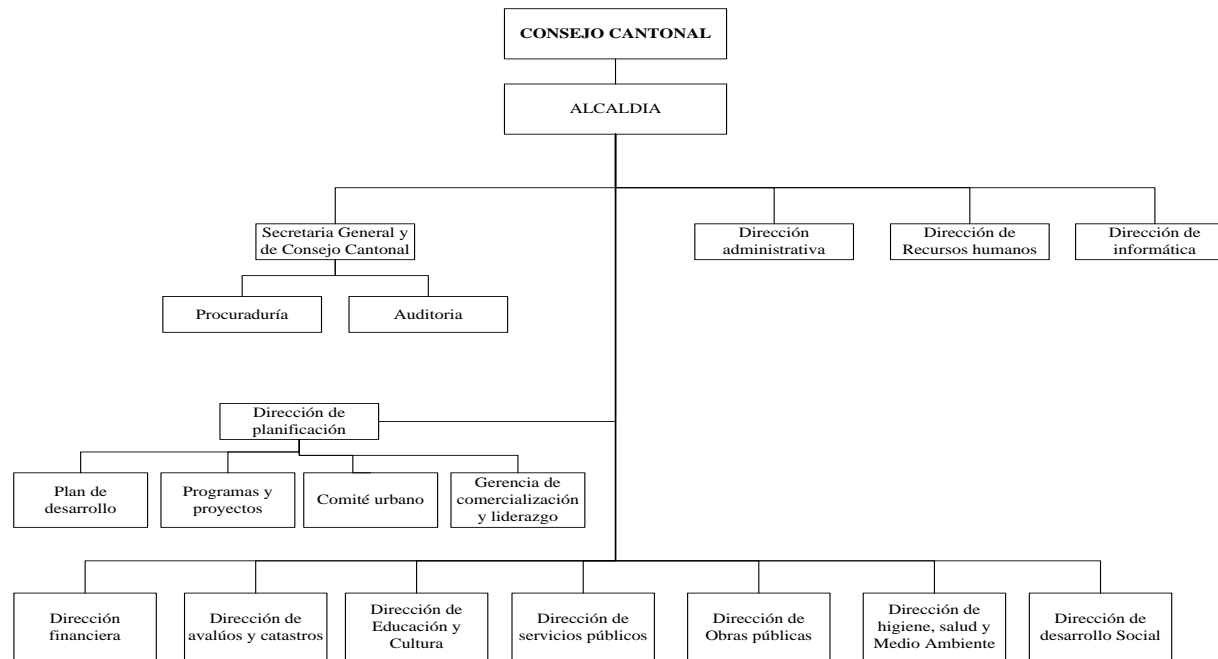 CONSEJO CANTONAL
ALCALDIA
Secretaria General y
de Consejo Cantonal
Dirección
administrativa
Dirección de
Recursos humanos
Dirección de
informática
Procuraduría
Auditoria
Dirección de
planificación
Plan de
desarrollo
Programas y
proyectos
Comité urbano
Gerencia de
comercialización
y liderazgo
Dirección
financiera
Dirección de
avalúos y catastros
Dirección de
Educación y
Cultura
Dirección de
servicios públicos
Dirección de
Obras públicas
Dirección de
higiene, salud y
Medio Ambiente
Dirección de
desarrollo Social